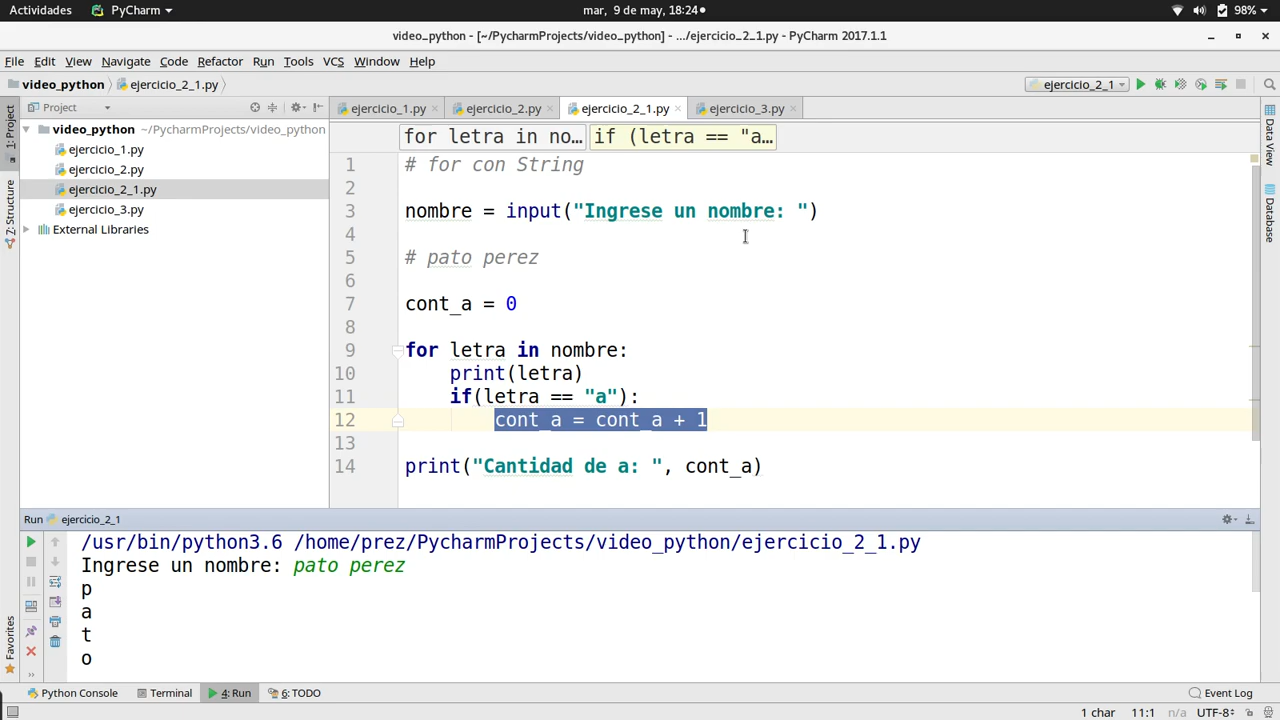 Actividades PyCharm mar, 9 de may, 18:24 98%
video_python - [~/PycharmProjects/video_python] - .../ejercicio_2_1.py - PyCharm 2017.1.1
File Edit View Navigate Code Refactor Run Tools VCS Window Help
video_python ejercicio_2_1.py ejercicio_2_1
Project ejercicio_1.py ejercicio_2.py ejercicio_2_1.py ejercicio_3.py
1: Project
7: Structure
Favorites
Data View
Database
video_python ~/PycharmProjects/video_python
ejercicio_1.py
ejercicio_2.py
ejercicio_2_1.py
ejercicio_3.py
External Libraries
for letra in no... if (letra == "a...
1 # for con String
2
3 nombre = input("Ingrese un nombre: ")
4
5 # pato perez
6
7 cont_a = 0
8
9 for letra in nombre:
10 print(letra)
11 if(letra == "a"):
12 cont_a = cont_a + 1
13
14 print("Cantidad de a: ", cont_a)
Run ejercicio_2_1
/usr/bin/python3.6 /home/prez/PycharmProjects/video_python/ejercicio_2_1.py
Ingrese un nombre: pato perez
p
a
t
o
Python Console Terminal 4: Run 6: TODO Event Log
1 char 11:1 n/a UTF-8